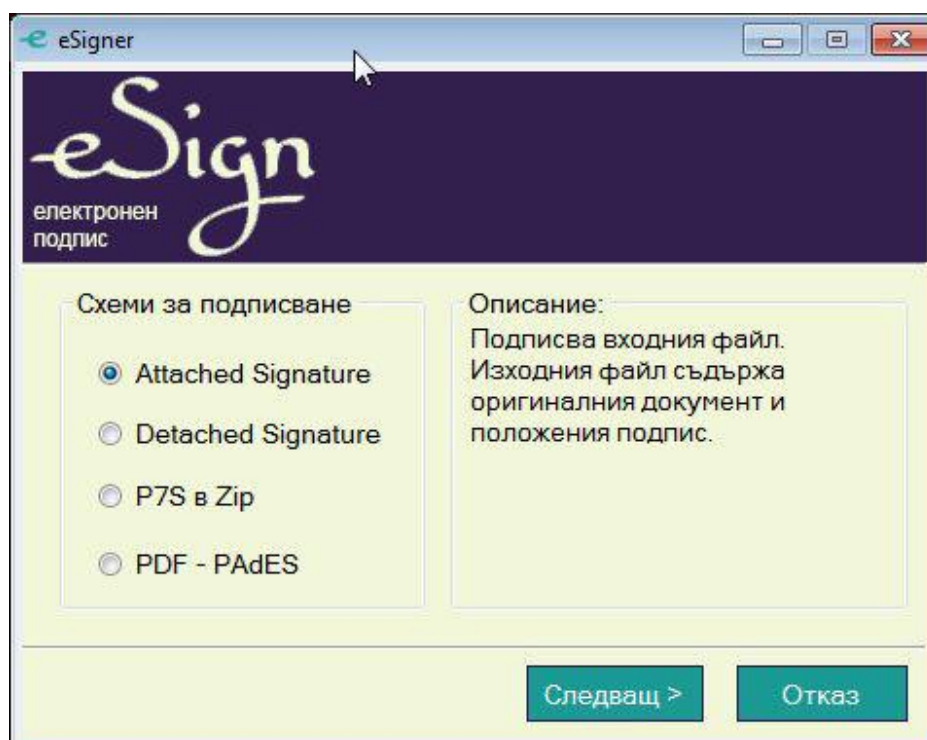 eSigner
eSign
електронен
подпис
Схеми за подписване
Attached Signature
Detached Signature
P7S в Zip
PDF - PAdES
Описание:
Подписва входния файл.
Изходния файл съдържа
оригиналния документ и
положения подпис.
Следващ >
Отказ